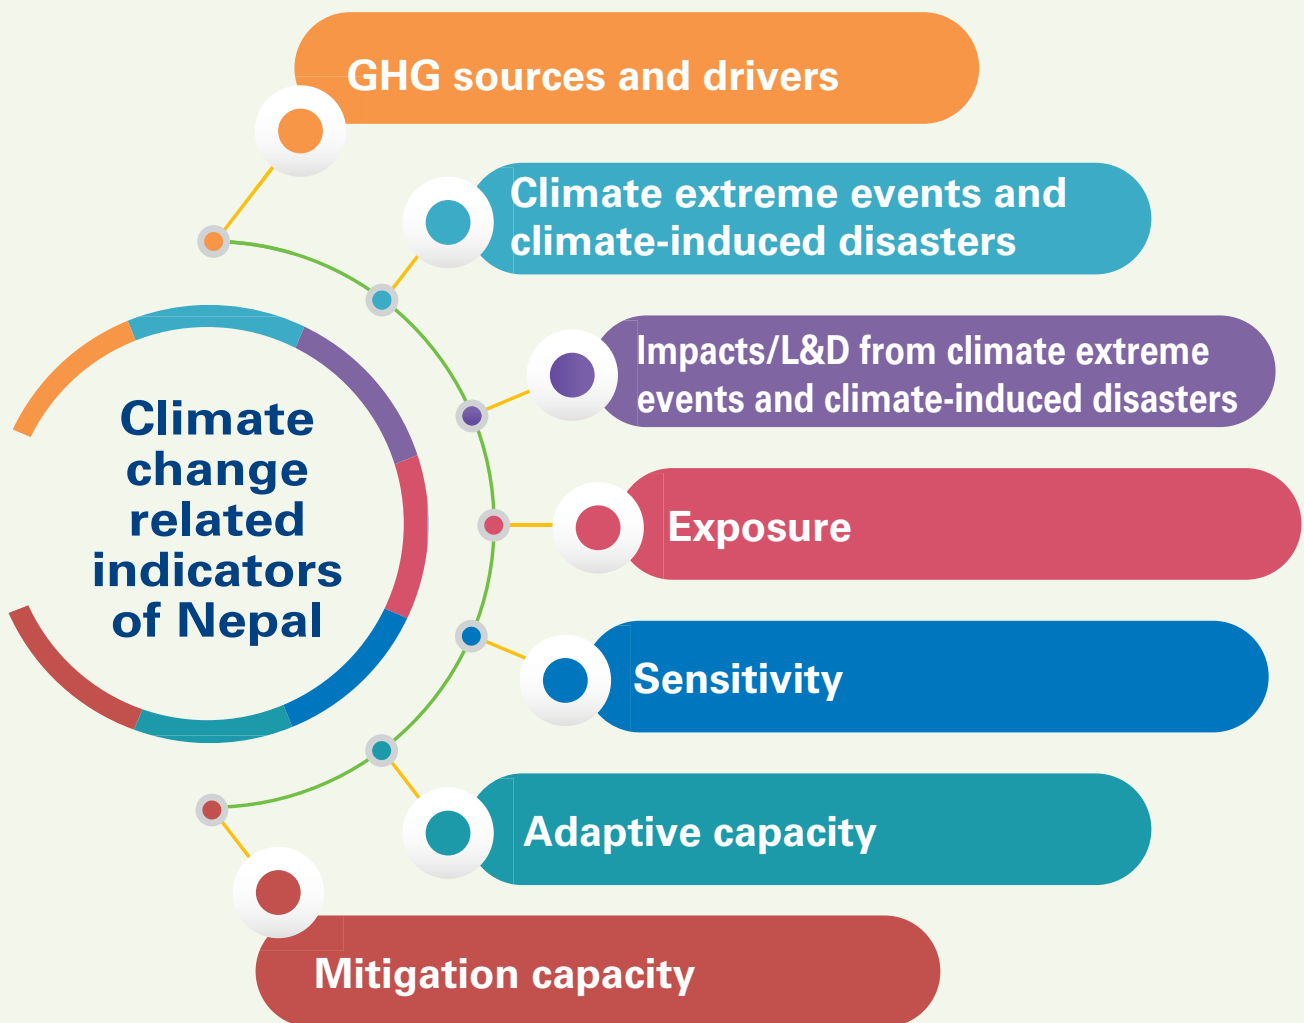 GHG sources and drivers
Climate extreme events and
climate-induced disasters
Impacts/L&D from climate extreme
events and climate-induced disasters
Climate
change
related
indicators
of Nepal
Exposure
Sensitivity
Adaptive capacity
Mitigation capacity